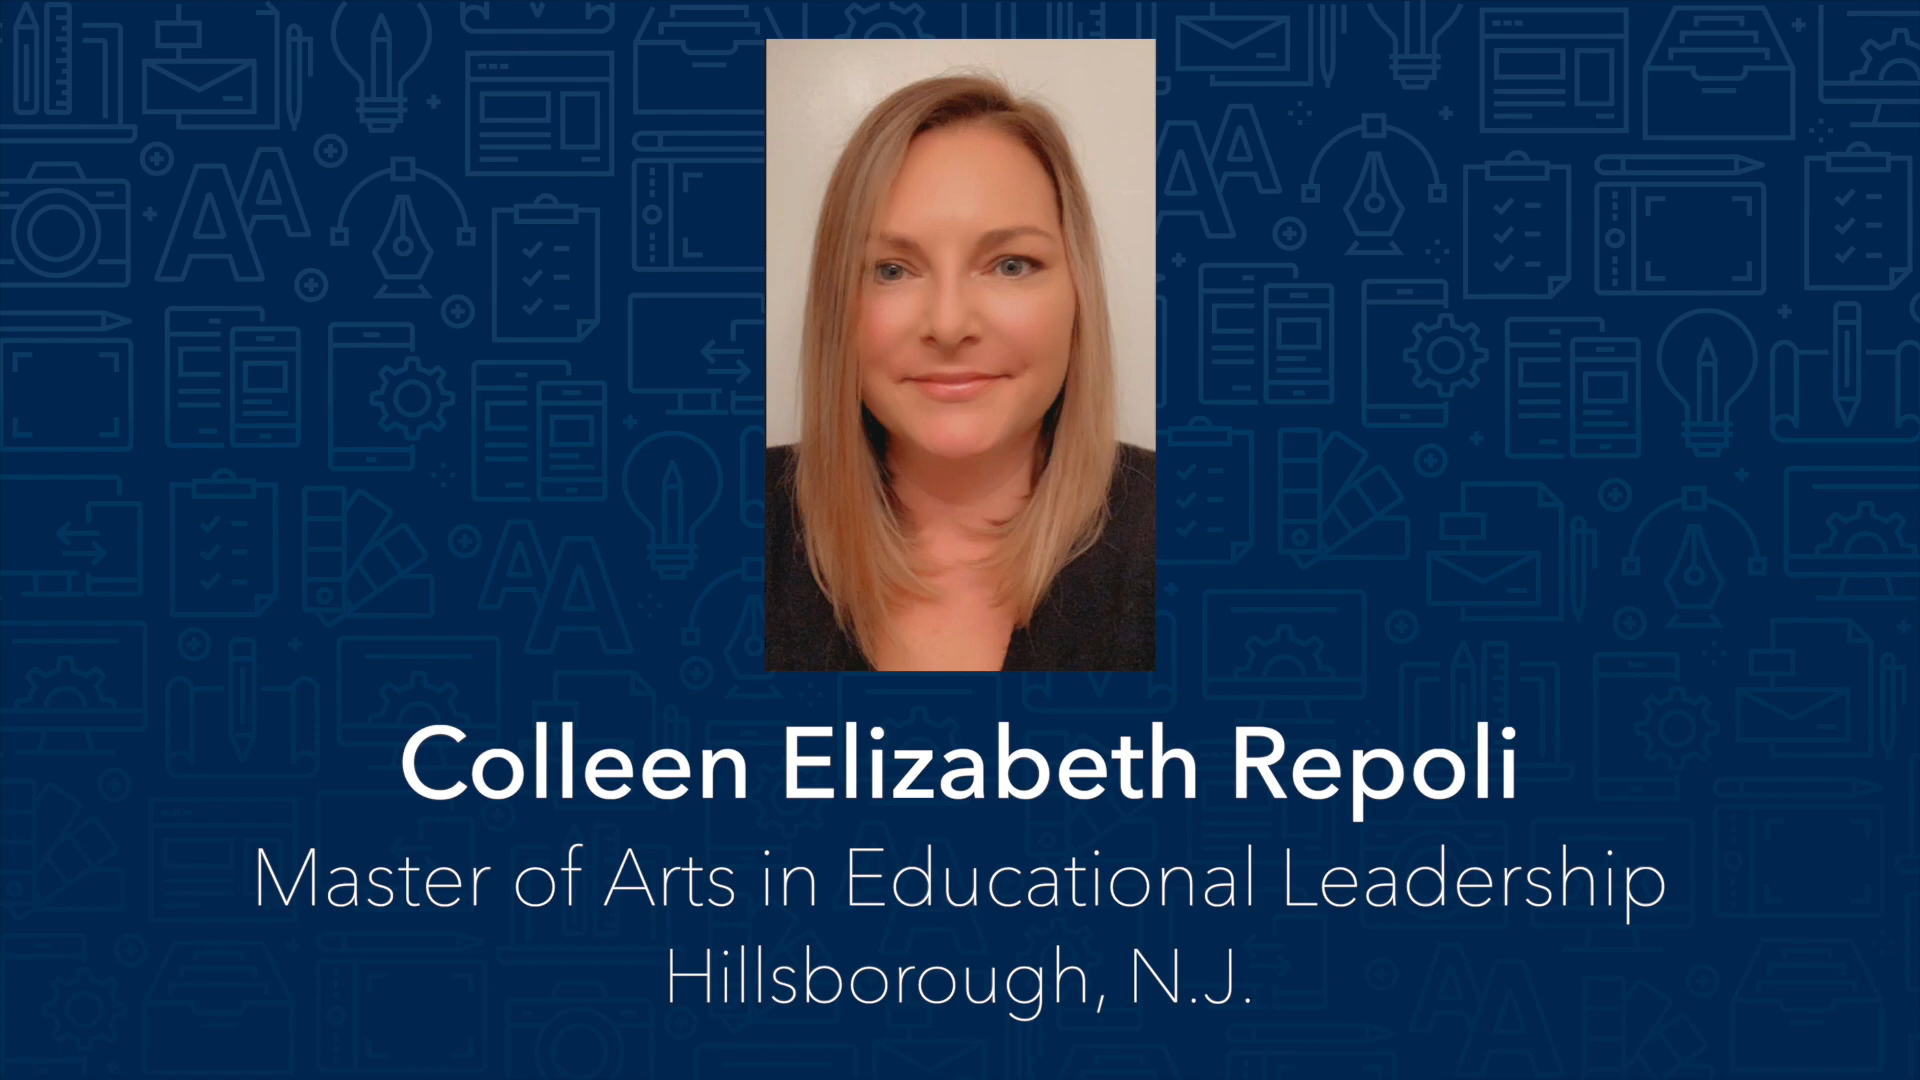 Colleen Elizabeth Repoli
Master of Arts in Educational Leadership
Hillsborough, N.J.